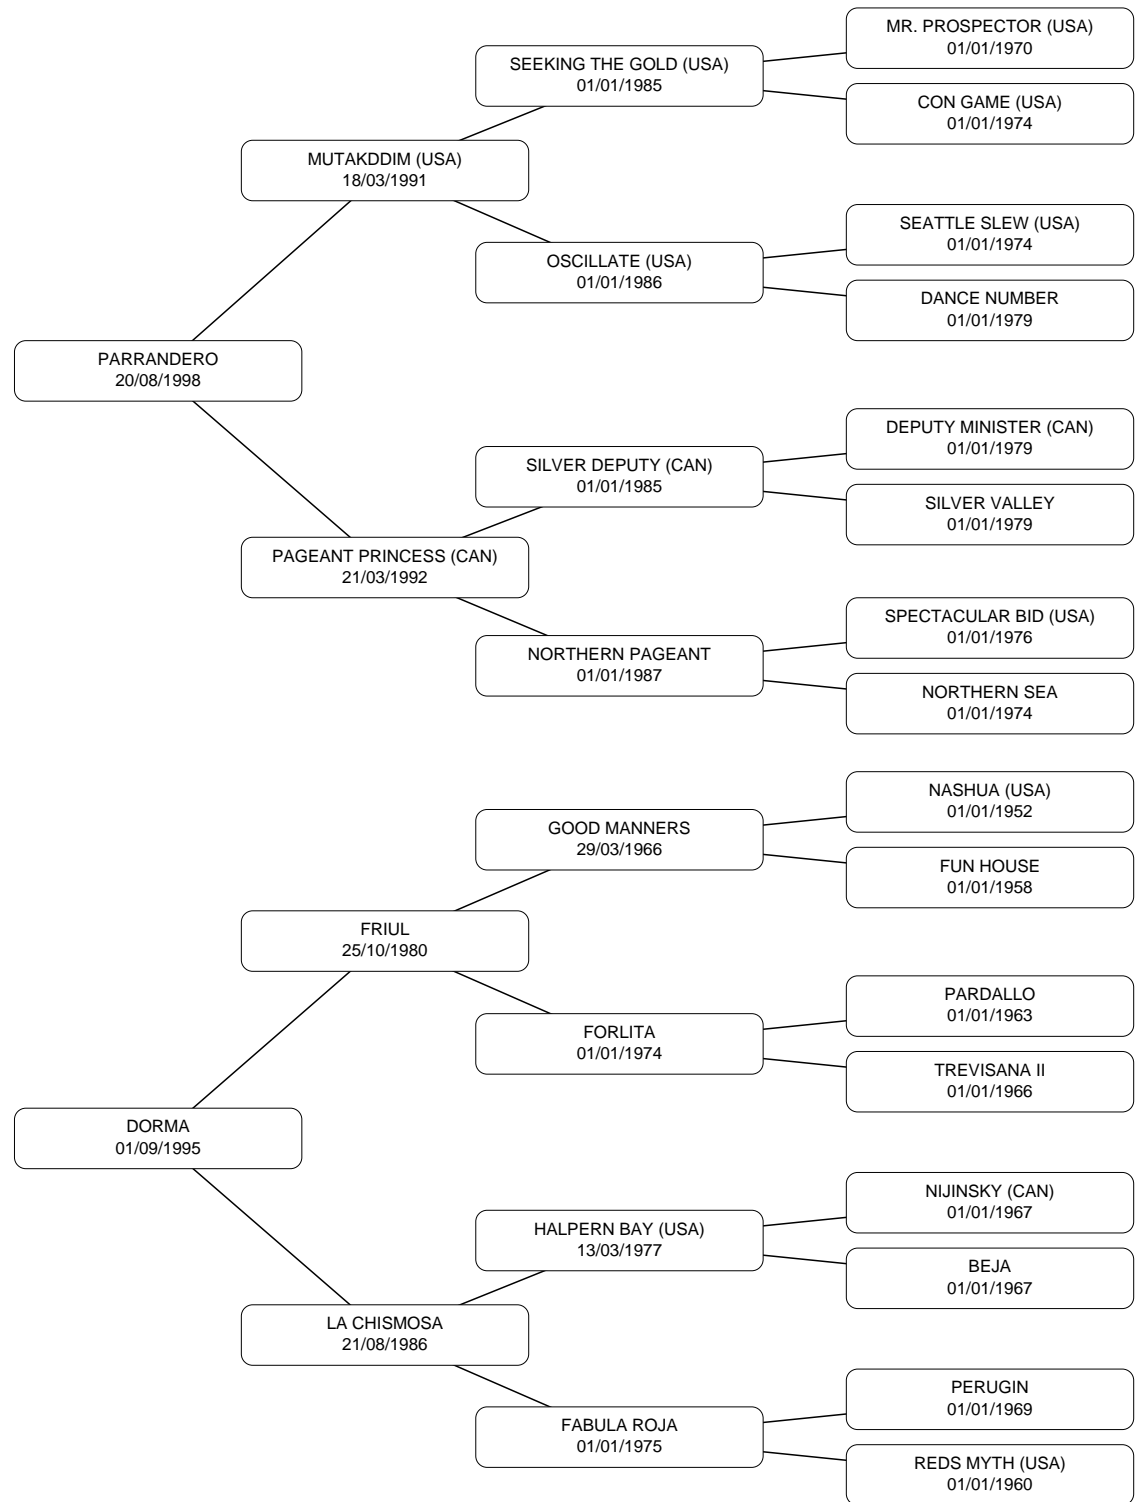 MR. PROSPECTOR (USA)
01/01/1970
SEEKING THE GOLD (USA)
01/01/1985
CON GAME (USA)
01/01/1974
MUTAKDDIM (USA)
18/03/1991
SEATTLE SLEW (USA)
01/01/1974
OSCILLATE (USA)
01/01/1986
DANCE NUMBER
01/01/1979
PARRANDERO
20/08/1998
DEPUTY MINISTER (CAN)
01/01/1979
SILVER DEPUTY (CAN)
01/01/1985
SILVER VALLEY
01/01/1979
PAGEANT PRINCESS (CAN)
21/03/1992
SPECTACULAR BID (USA)
01/01/1976
NORTHERN PAGEANT
01/01/1987
NORTHERN SEA
01/01/1974
NASHUA (USA)
01/01/1952
GOOD MANNERS
29/03/1966
FUN HOUSE
01/01/1958
FRIUL
25/10/1980
PARDALLO
01/01/1963
FORLITA
01/01/1974
TREVISANA II
01/01/1966
DORMA
01/09/1995
NIJINSKY (CAN)
01/01/1967
HALPERN BAY (USA)
13/03/1977
BEJA
01/01/1967
LA CHISMOSA
21/08/1986
PERUGIN
01/01/1969
FABULA ROJA
01/01/1975
REDS MYTH (USA)
01/01/1960